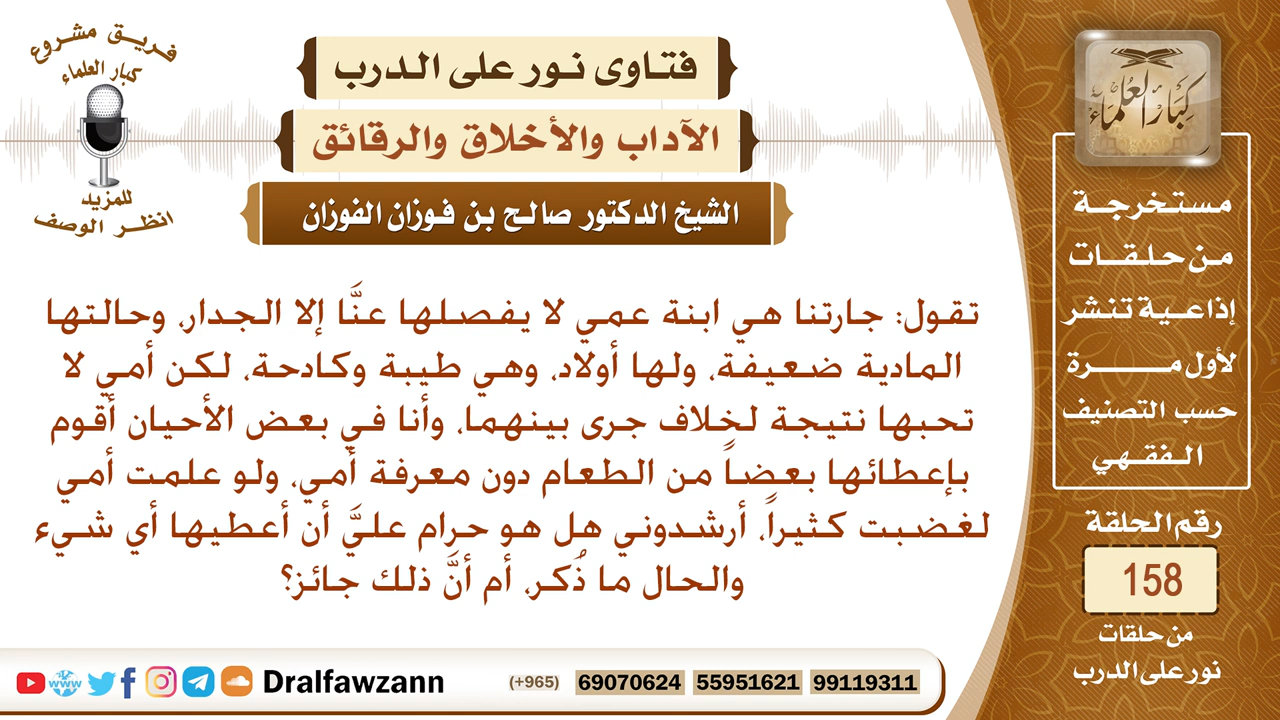 فريق مشروع
كبار العلماء
للمزيد
انظر الوصف
فتاوى نور على الدرب
الآداب والأخلاق والرقائق
الشيخ الدكتور صالح بن فوزان الفوزان
تقول: جارتنا هي ابنة عمي لا يفصلها عنَّا إلا الجدار، وحالتها
المادية ضعيفة، ولها أولاد، وهي طيبة وكادحة، لكن أمي لا
تحبها نتيجة لخلاف جرى بينهما، وأنا في بعض الأحيان أقوم
بإعطائها بعضاً من الطعام دون معرفة أمي، ولو علمت أمي
لغضبت كثيراً، أرشدوني هل هو حرام عليَّ أن أعطيها أي شيء
والحال ما ذُكر، أم أنَّ ذلك جائز؟
كبار العلماء
مستخرجة
من حلقات
إذاعية تنشر
لأول مرة
حسب التصنيف
الفقهي
رقم الحلقة
158
من حلقات
نور على الدرب
www Dralfawzann (+965) 69070624 55951621 99119311